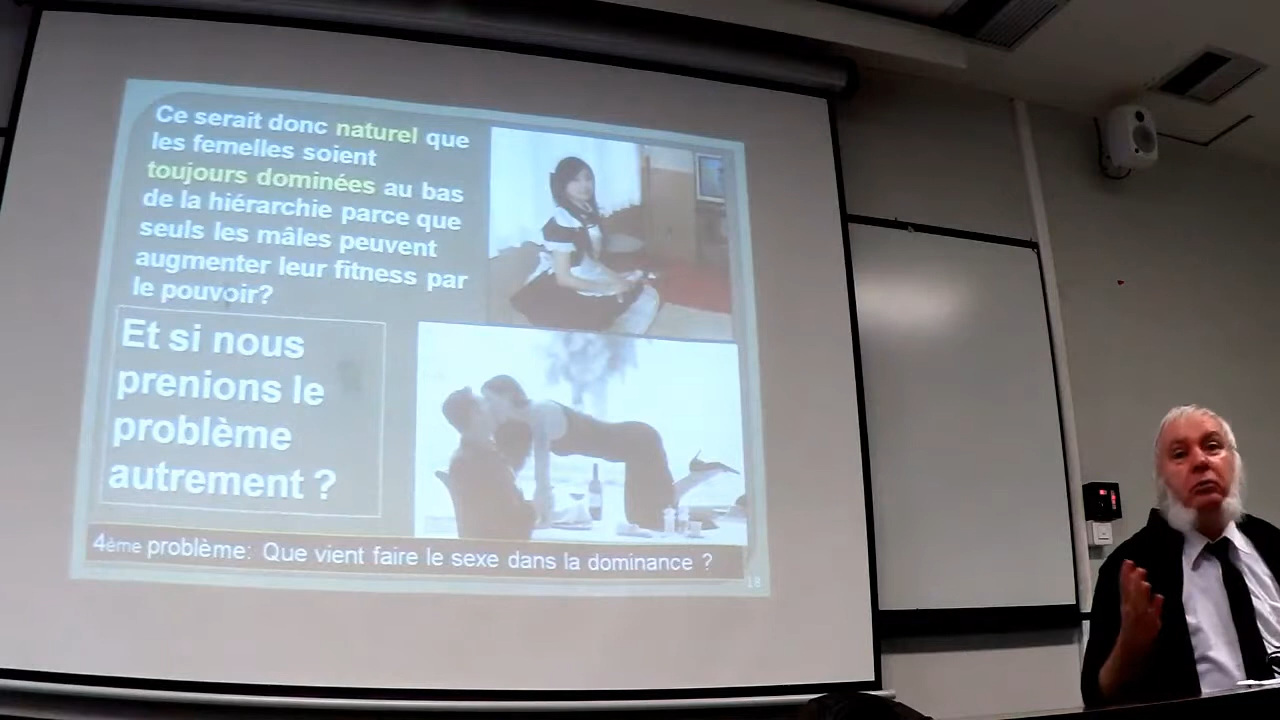 Ce serait donc naturel que
les femelles soient
toujours dominées au bas
de la hiérarchie parce que
seuls les mâles peuvent
augmenter leur fitness par
le pouvoir?
Et si nous
prenions le
problème
autrement ?
4ème problème: Que vient faire le sexe dans la dominance ?
18